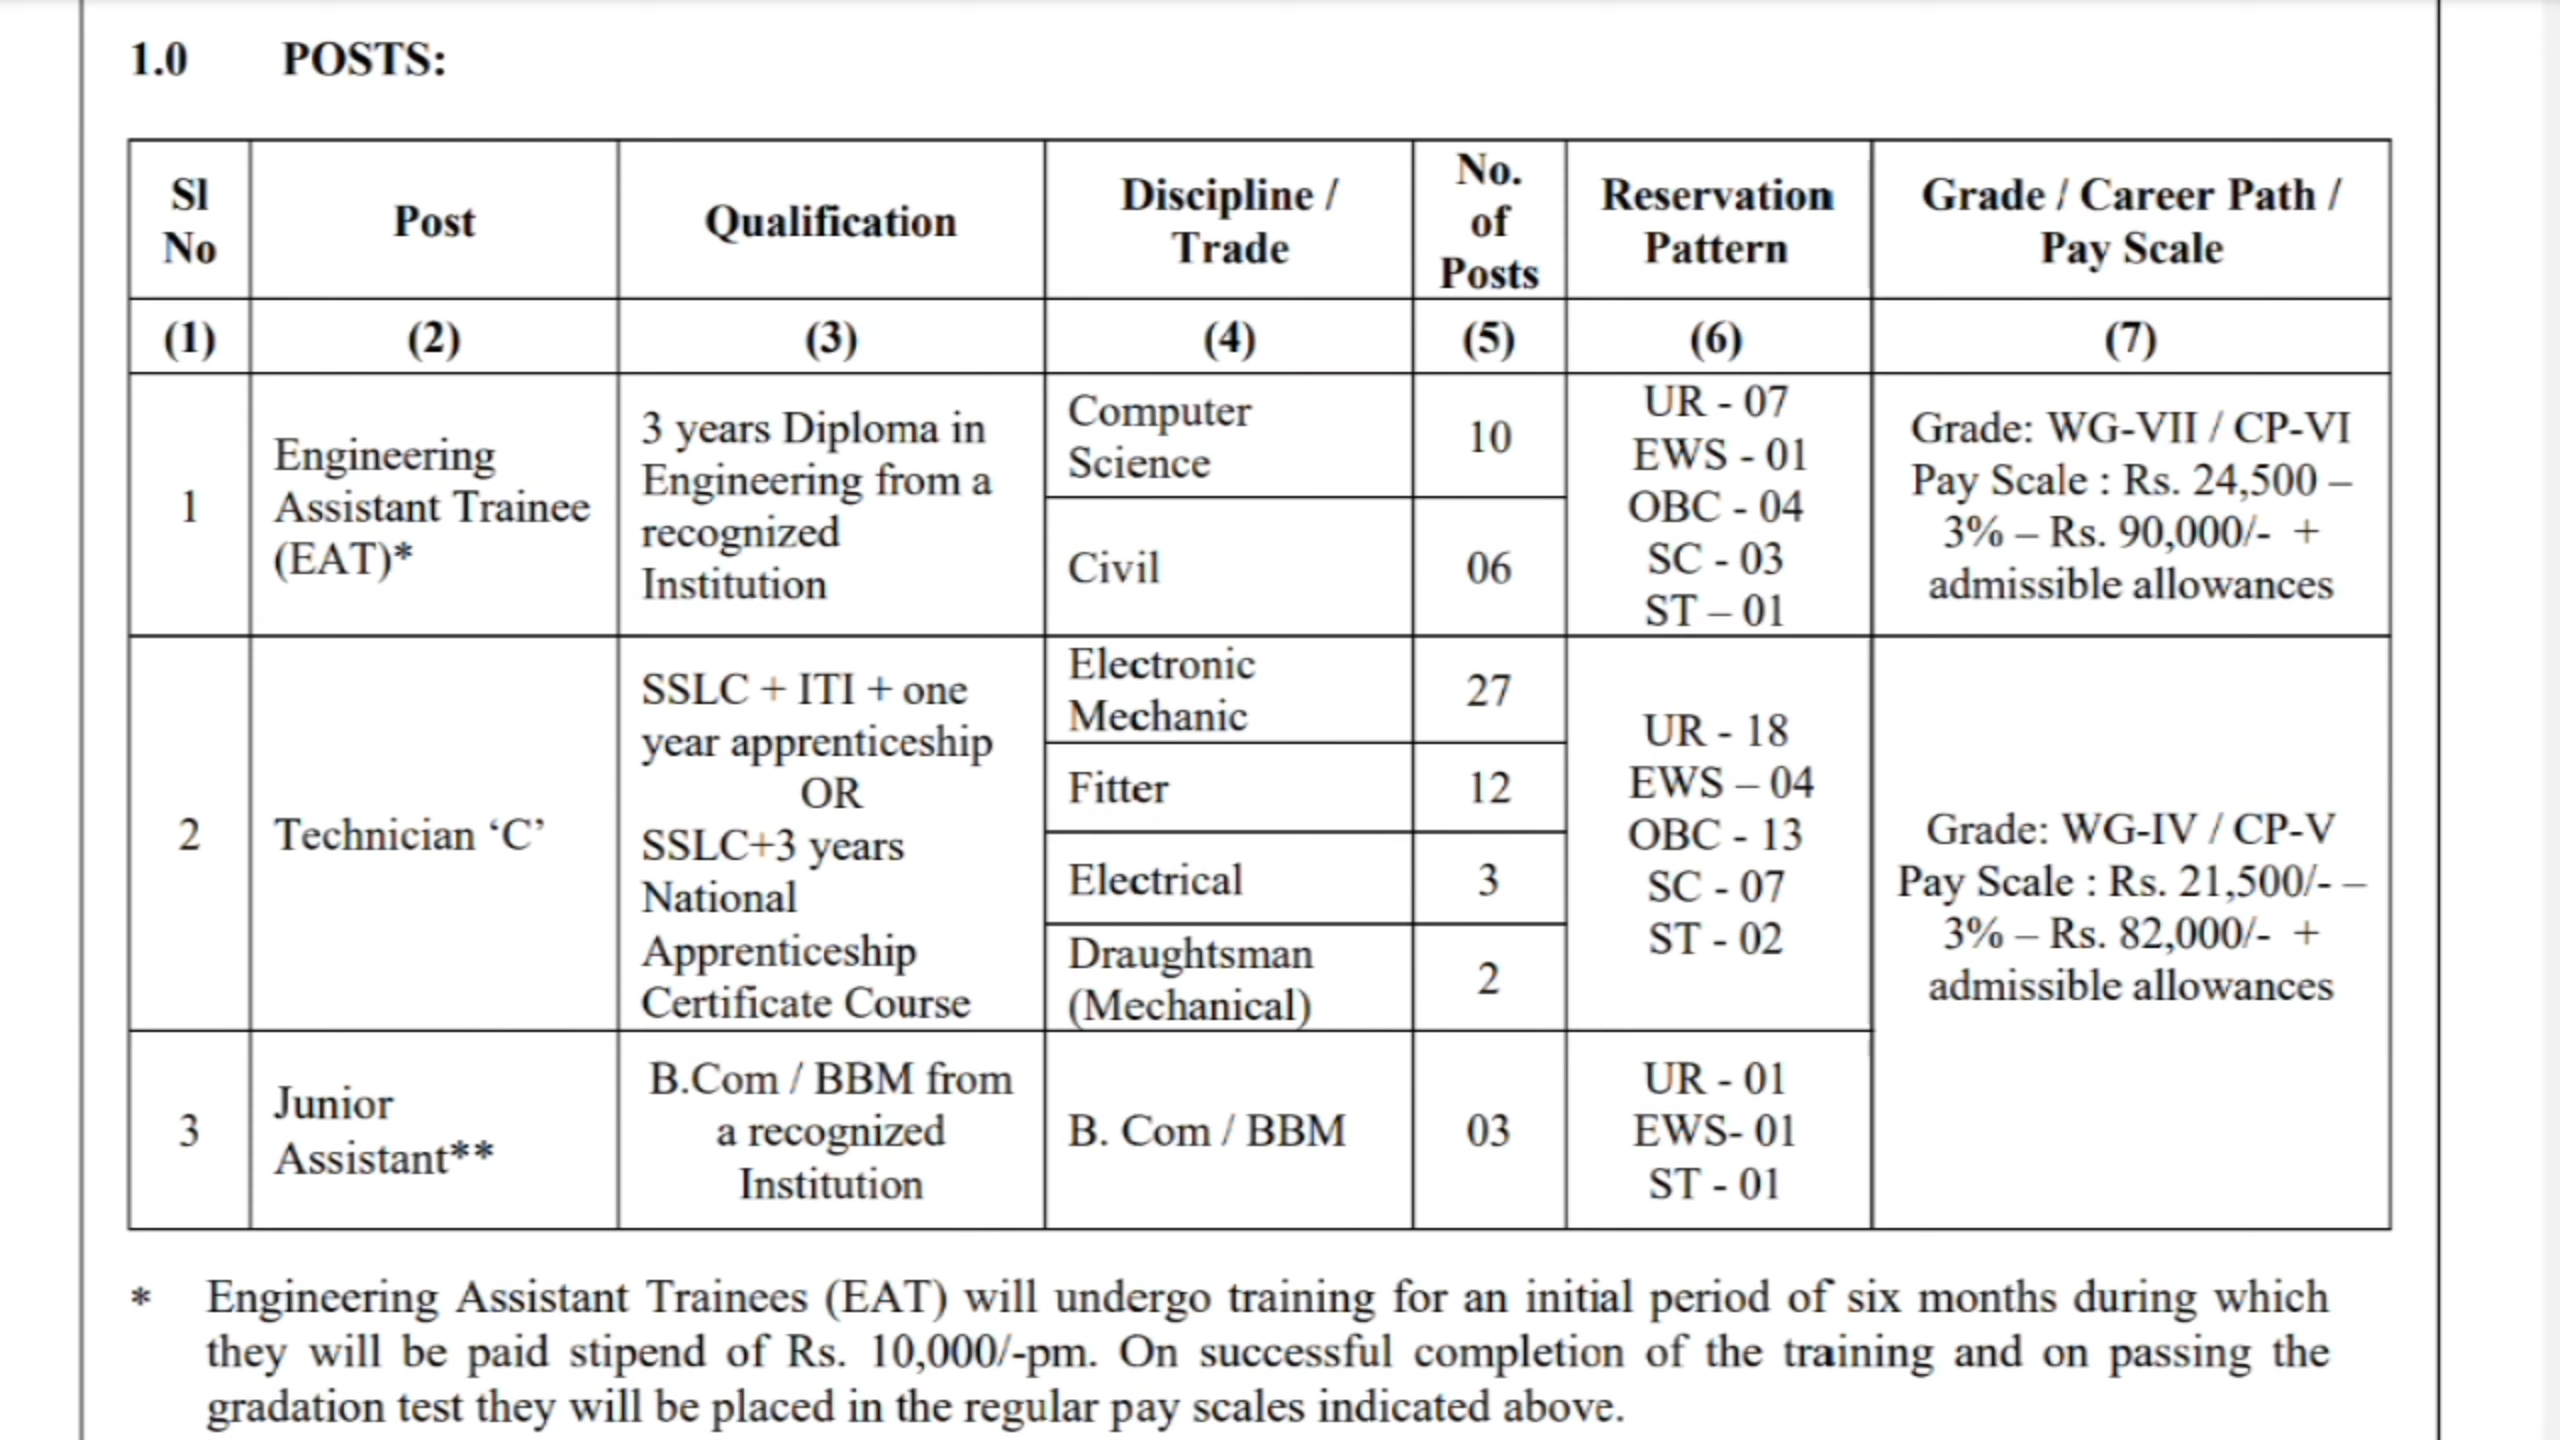 1.0 POSTS:
Sl
No
Post
Qualification
Discipline /
Trade
No.
of
Posts
Reservation
Pattern
Grade / Career Path /
Pay Scale
(1)
(2)
(3)
(4)
(5)
(6)
(7)
1
Engineering
Assistant Trainee
(EAT)*
3 years Diploma in
Engineering from a
recognized
Institution
Computer
Science
10
Civil
06
UR - 07
EWS - 01
OBC - 04
SC - 03
ST – 01
Grade: WG-VII / CP-VI
Pay Scale : Rs. 24,500 –
3% – Rs. 90,000/- +
admissible allowances
2
Technician ‘C’
SSLC + ITI + one
year apprenticeship
OR
SSLC+3 years
National
Apprenticeship
Certificate Course
Electronic
Mechanic
27
Fitter
12
Electrical
3
Draughtsman
(Mechanical)
2
UR - 18
EWS – 04
OBC - 13
SC - 07
ST - 02
Grade: WG-IV / CP-V
Pay Scale : Rs. 21,500/- –
3% – Rs. 82,000/- +
admissible allowances
3
Junior
Assistant**
B.Com / BBM from
a recognized
Institution
B. Com / BBM
03
UR - 01
EWS- 01
ST - 01
* Engineering Assistant Trainees (EAT) will undergo training for an initial period of six months during which
they will be paid stipend of Rs. 10,000/-pm. On successful completion of the training and on passing the
gradation test they will be placed in the regular pay scales indicated above.